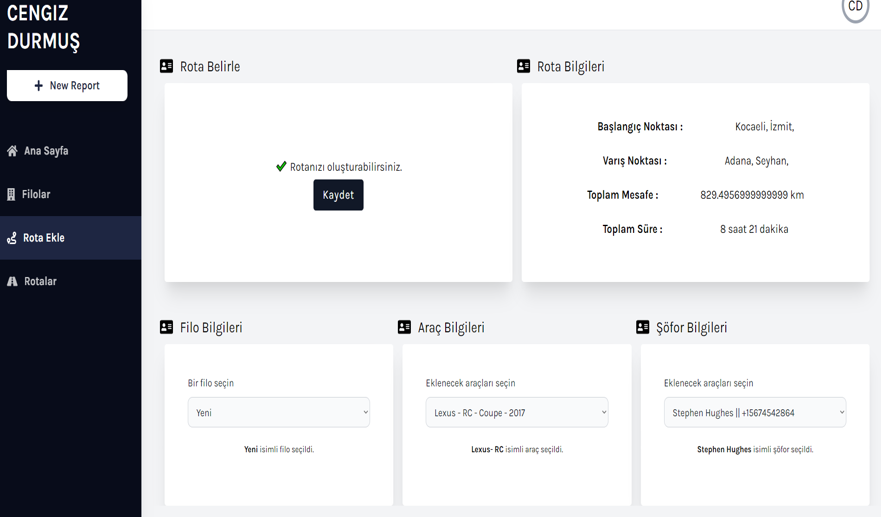 CENGIZ
DURMUŞ
CD
New Report
Ana Sayfa
Filolar
Rota Ekle
Rotalar
Rota Belirle
Rotanızı oluşturabilirsiniz.
Kaydet
Rota Bilgileri
Başlangıç Noktası : Kocaeli, İzmit,
Varış Noktası : Adana, Seyhan,
Toplam Mesafe : 829.4956999999999 km
Toplam Süre : 8 saat 21 dakika
Filo Bilgileri
Bir filo seçin
Yeni
Yeni isimli filo seçildi.
Araç Bilgileri
Eklenecek araçları seçin
Lexus - RC - Coupe - 2017
Lexus- RC isimli araç seçildi.
Şöfor Bilgileri
Eklenecek araçları seçin
Stephen Hughes || +15674542864
Stephen Hughes isimli şöfor seçildi.